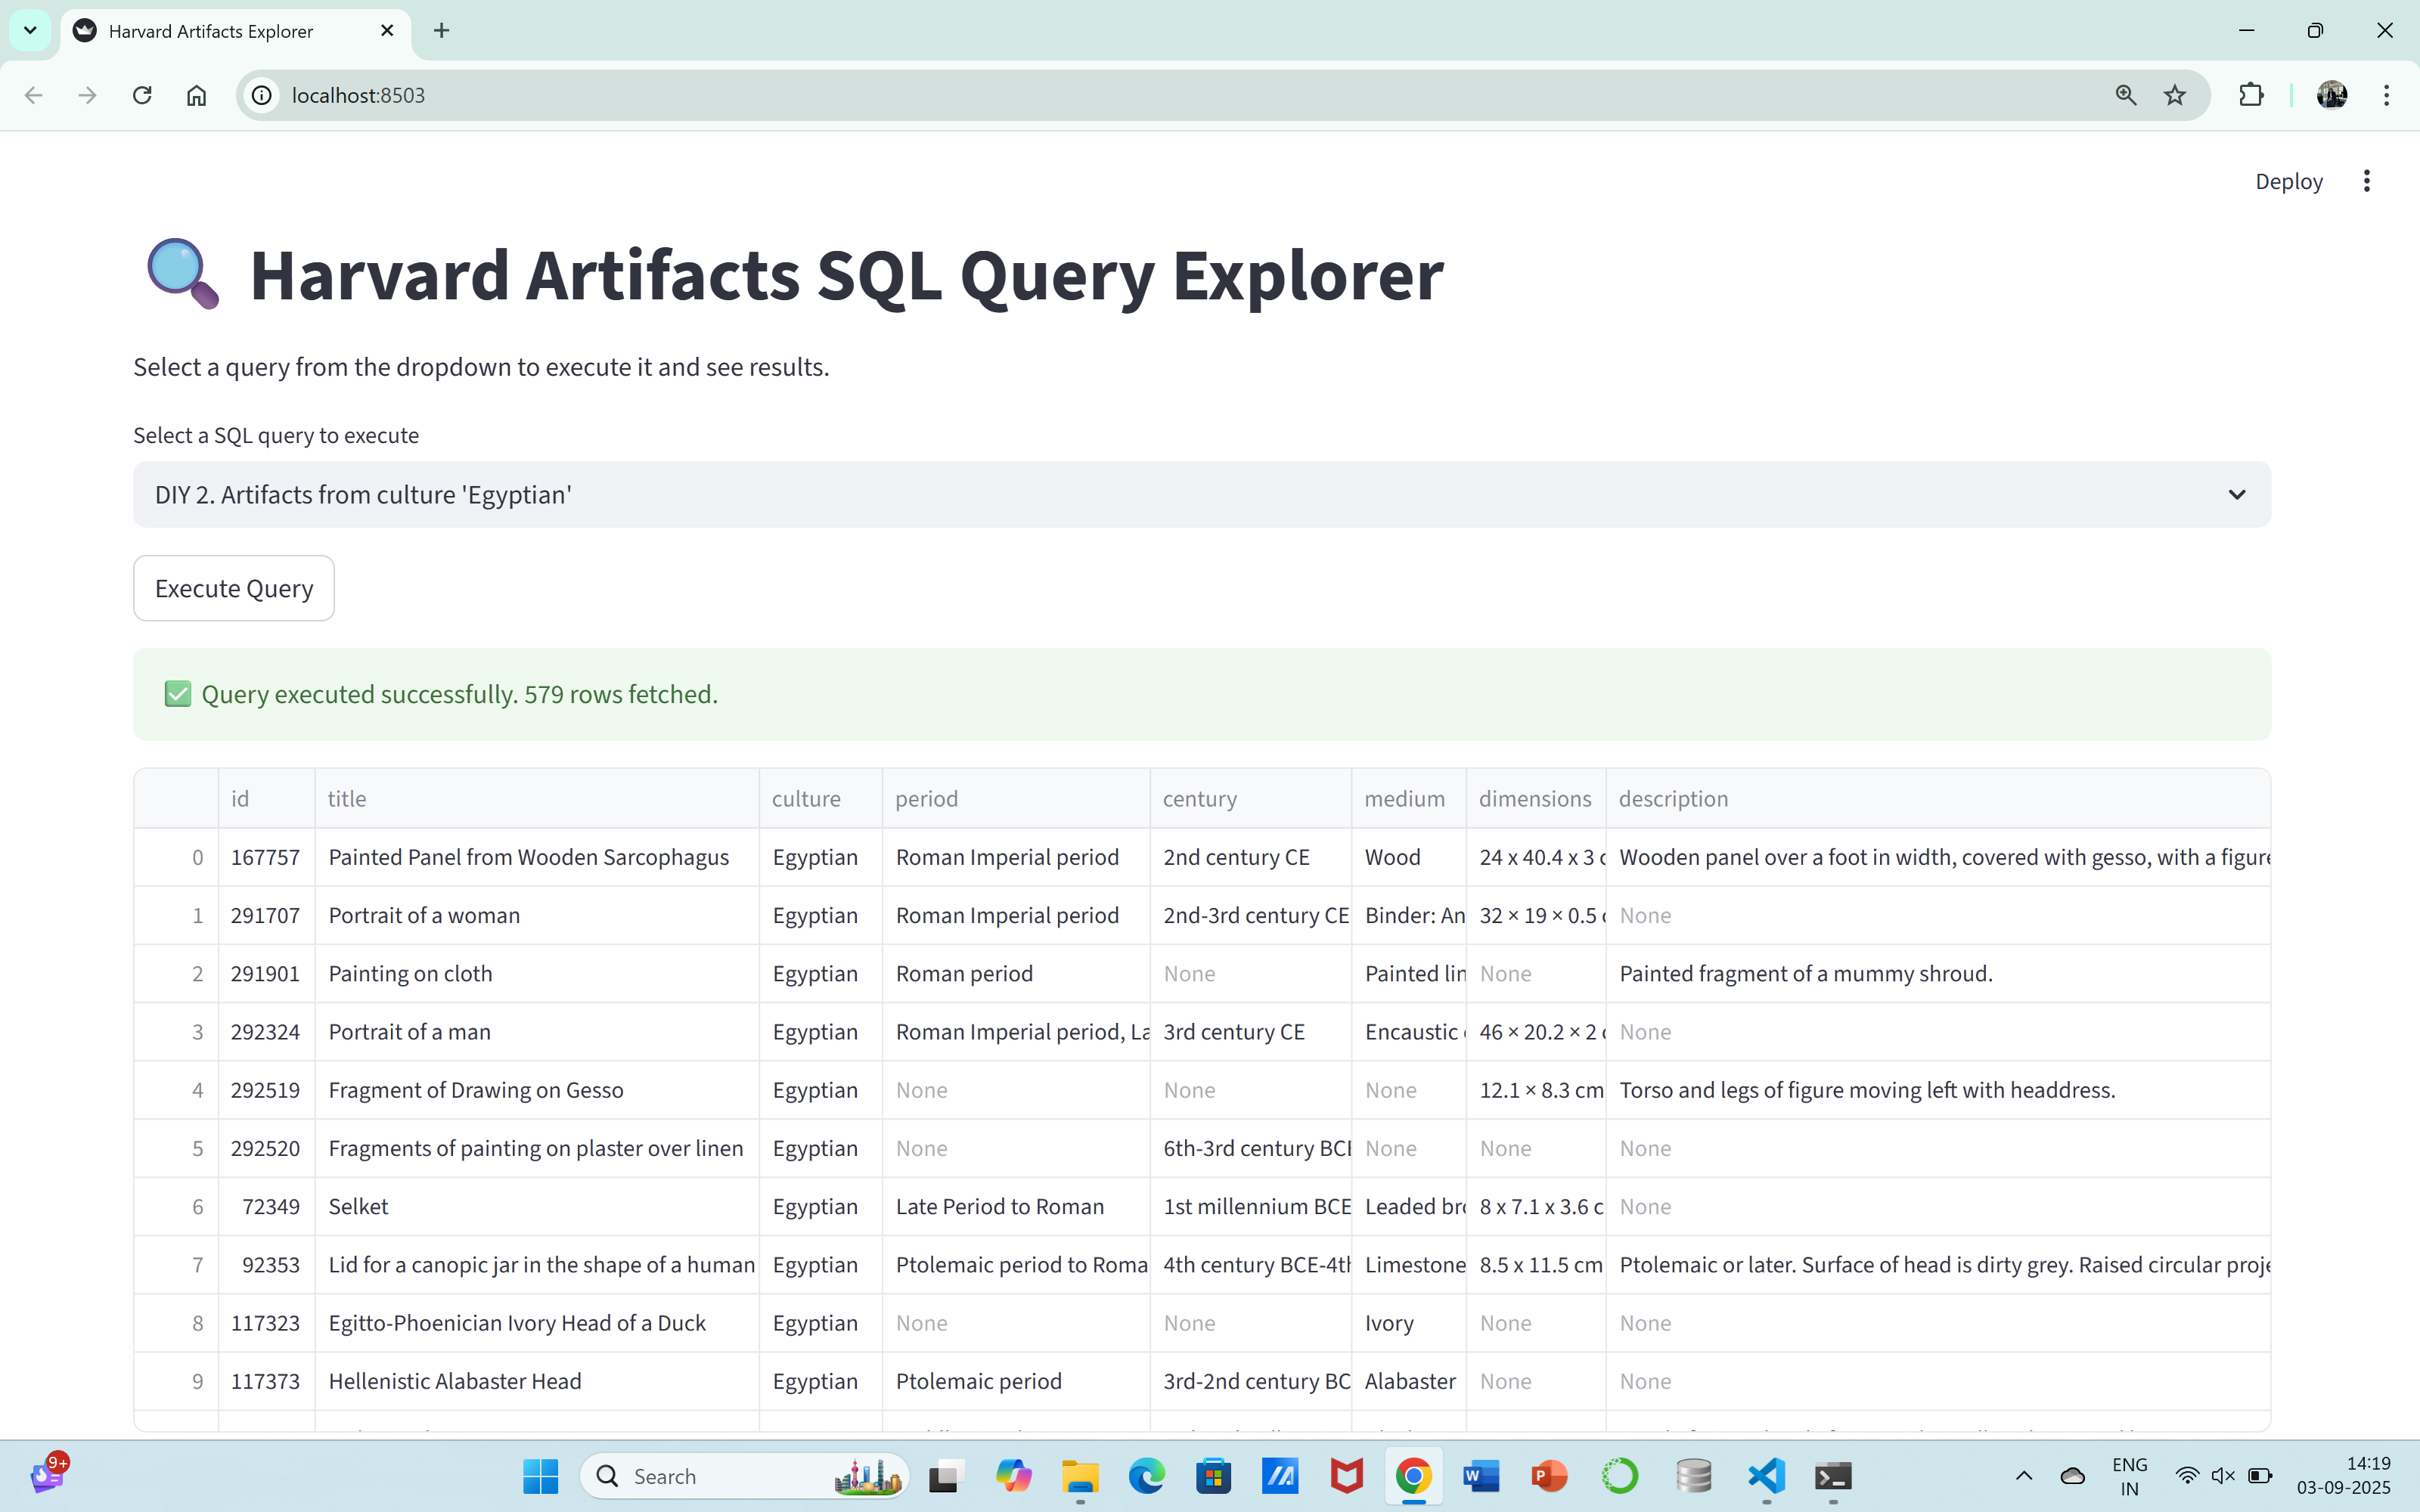 Harvard Artifacts Explorer
localhost:8503
Deploy
Harvard Artifacts SQL Query Explorer
Select a query from the dropdown to execute it and see results.
Select a SQL query to execute
DIY 2. Artifacts from culture 'Egyptian'
Execute Query
Query executed successfully. 579 rows fetched.
id title culture period century medium dimensions description
0 167757 Painted Panel from Wooden Sarcophagus Egyptian Roman Imperial period 2nd century CE Wood 24 x 40.4 x 3 c Wooden panel over a foot in width, covered with gesso, with a figure
1 291707 Portrait of a woman Egyptian Roman Imperial period 2nd-3rd century CE Binder: An 32 × 19 × 0.5 None
2 291901 Painting on cloth Egyptian Roman period None Painted lin None Painted fragment of a mummy shroud.
3 292324 Portrait of a man Egyptian Roman Imperial period, La 3rd century CE Encaustic 46 × 20.2 × 2 None
4 292519 Fragment of Drawing on Gesso Egyptian None None None 12.1 × 8.3 cm Torso and legs of figure moving left with headdress.
5 292520 Fragments of painting on plaster over linen Egyptian None 6th-3rd century BCE None None None
6 72349 Selket Egyptian Late Period to Roman 1st millennium BCE Leaded bro 8 x 7.1 x 3.6 c None
7 92353 Lid for a canopic jar in the shape of a human Egyptian Ptolemaic period to Roma 4th century BCE-4th Limestone 8.5 x 11.5 cm Ptolemaic or later. Surface of head is dirty grey. Raised circular proje
8 117323 Egitto-Phoenician Ivory Head of a Duck Egyptian None None Ivory None None
9 117373 Hellenistic Alabaster Head Egyptian Ptolemaic period 3rd-2nd century BC Alabaster None None
9+
Search
W
P
ENG
IN
14:19
03-09-2025